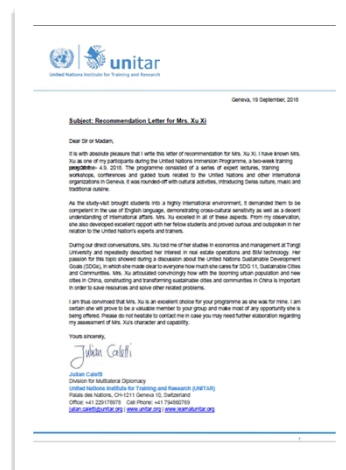 unitar
United Nations Institute for Training and Research
Geneva, 19 September, 2016
Subject: Recommendation Letter for Mrs. Xu Xi
Dear Sir or Madam,
It is with absolute pleasure that I write this letter of recommendation for Mrs. Xu Xi. I have known Mrs.
Xu as one of my participants during the United Nations Immersion Programme, a two-week training
4.9. 2016. The programme consisted of a series of expert lectures, training
workshops, conferences and guided tours related to the United Nations and other international
organizations in Geneva. It was rounded-off with cultural activities, introducing Swiss culture, music and
traditional cuisine.
As the study-visit brought students into a highly international environment, it demanded them to be
competent in the use of English language, demonstrating cross-cultural sensitivity as well as a decent
understanding of international affairs. Mrs. Xu excelled in all of these aspects. From my observation,
she also developed excellent rapport with her fellow students and proved curious and outspoken in her
relation to the United Nation's experts and trainers.
During our direct conversations, Mrs. Xu told me of her studies in economics and management at Tongji
University and repeatedly described her interest in real estate operations and BIM technology. Her
passion for this topic showed during a discussion about the United Nations Sustainable Development
Goals (SDGs), in which she made clear to everyone how much she cares for SDG 11, Sustainable Cities
and Communities. Mrs. Xu articulated convincingly how with the booming urban population and new
cities in China, constructing and transforming sustainable cities and communities in China is important
in order to save resources and solve other related problems.
I am thus convinced that Mrs. Xu is an excellent choice for your programme as she was for mine. I am
certain she will prove to be a valuable member to your group and make most of any opportunity she is
being offered. Please do not hesitate to contact me in case you may need further elaboration regarding
my assessment of Mrs. Xu's character and capability.
Yours sincerely,
Julian Caletti
Julian Caletti
Division for Multilateral Diplomacy
United Nations Institute for Training and Research (UNITAR)
Palais des Nations, CH-1211 Geneva 10, Switzerland
Office: +41 229178976 Cell Phone: +41 794660769
julian.caletti@unitar.org | www.unitar.org | www.learnatunitar.org
1